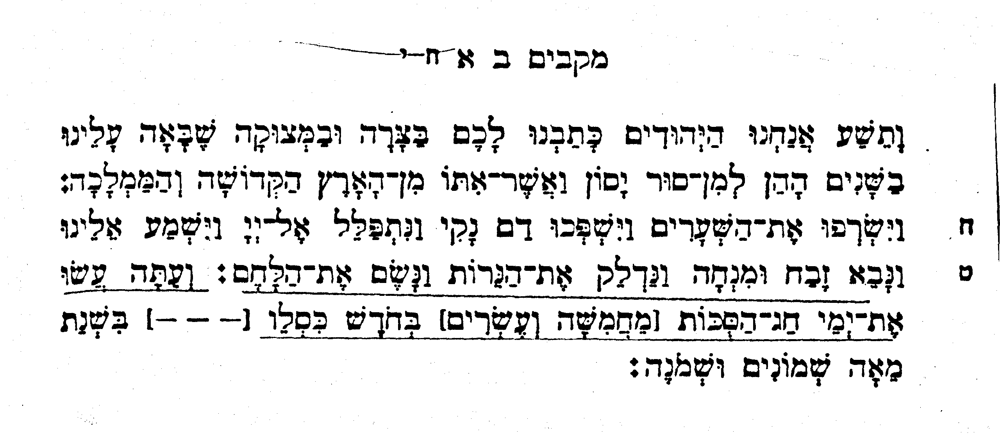 מקבים ב א ח–י
וָתֵשַׁע אֲנַחְנוּ הַיְּהוּדִים כָּתַבְנוּ לָכֶם בַּצָּרָה וּבַמְּצוּקָה שֶׁבָּאָה עָלֵינוּ
בַּשָּׁנִים הָהֵן לְמִן־סוּר יָסוֹן וַאֲשֶׁר־אִתּוֹ מִן־הָאָרֶץ הַקְּדוֹשָׁה וְהַמַּמְלָכָה׃
ח וַיִּשְׂרְפוּ אֶת־הַשְּׁעָרִים וַיִּשְׁפְּכוּ דַם נָקִי וַנִּתְפַּלֵּל אֶל־יְיָ וַיִּשְׁמַע אֵלֵינוּ
ט וַנָּבֵא זֶבַח וּמִנְחָה וַנַּדְלֵק אֶת־הַנֵּרוֹת וַנָּשֶׂם אֶת־הַלָּחֶם׃ וְעַתָּה עֲשׂוּ
אֶת־יְמֵי חַג־הַסֻּכּוֹת [מֵחֲמִשָּׁה וְעֶשְׂרִים] בְּחֹדֶשׁ כִּסְלֵו [– – –] בִּשְׁנַת
מֵאָה שְׁמוֹנִים וּשְׁמֹנֶה׃